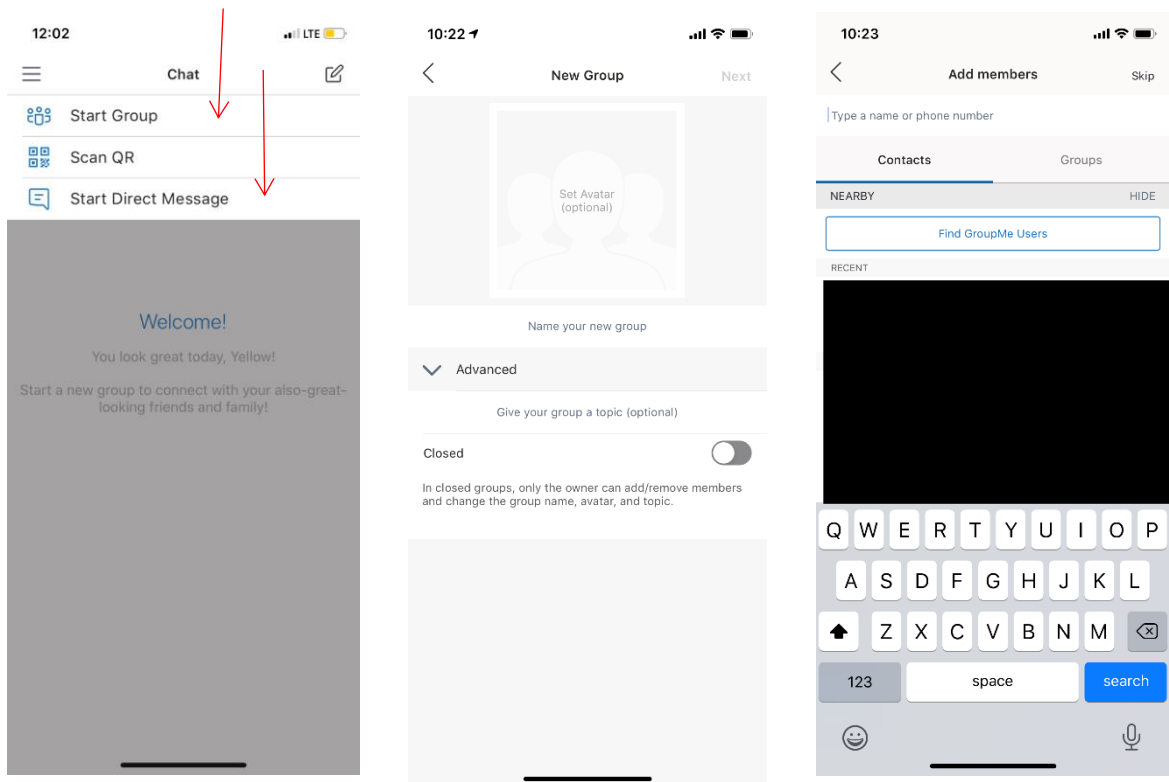 12:02
LTE
Chat
Start Group
Scan QR
Start Direct Message
Welcome!
You look great today, Yellow!
Start a new group to connect with your also-great-
looking friends and family!
10:22
New Group
Next
Set Avatar
(optional)
Name your new group
Advanced
Give your group a topic (optional)
Closed
In closed groups, only the owner can add/remove members
and change the group name, avatar, and topic.
10:23
Add members
Skip
Type a name or phone number
Contacts
Groups
NEARBY
HIDE
Find GroupMe Users
RECENT
Q W E R T Y U I O P
A S D F G H J K L
Z X C V B N M
123 space search